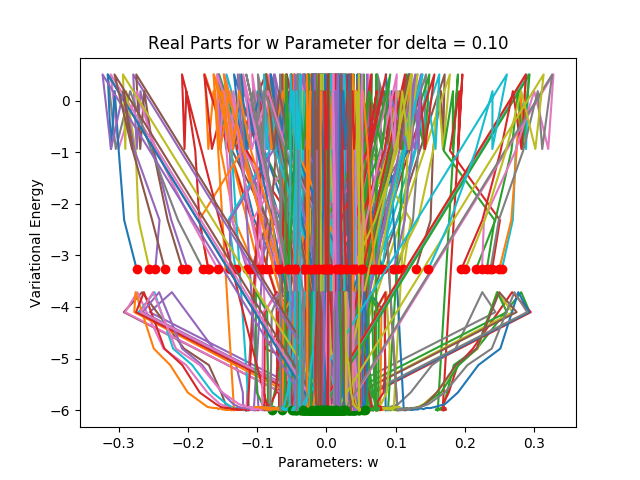 Real Parts for w Parameter for delta = 0.10
Variational Energy
0
−1
−2
−3
−4
−5
−6
−0.3 −0.2 −0.1 0.0 0.1 0.2 0.3
Parameters: w